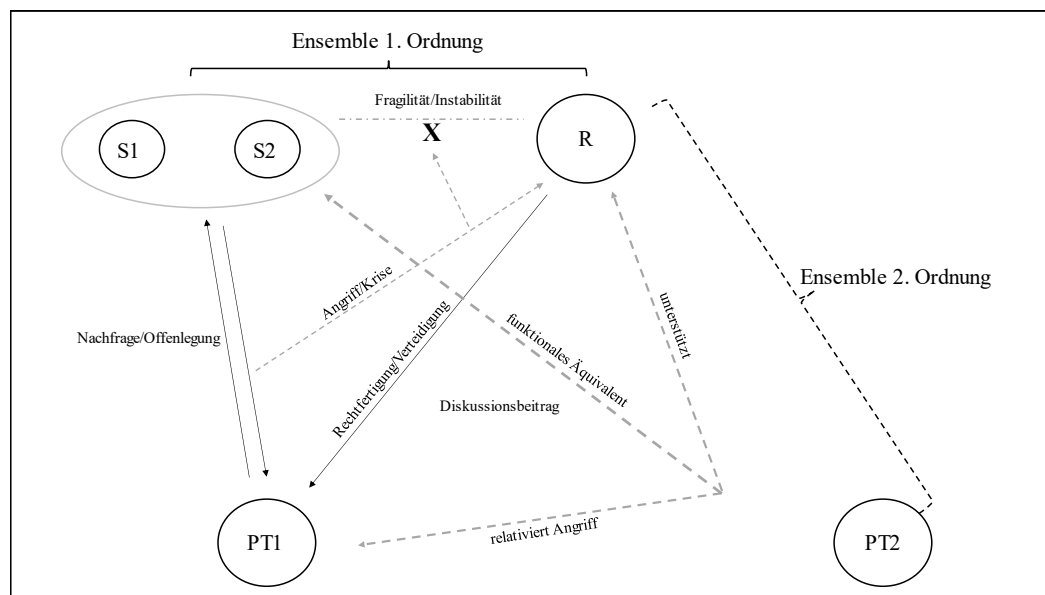 Ensemble 1. Ordnung
Fragilität/Instabilität
X
S1
S2
R
Ensemble 2. Ordnung
Angriff/Krise
unterstützt
Nachfrage/Offenlegung
Rechtfertigung/Verteidigung
funktionales Äquivalent
Diskussionsbeitrag
relativiert Angriff
PT1
PT2